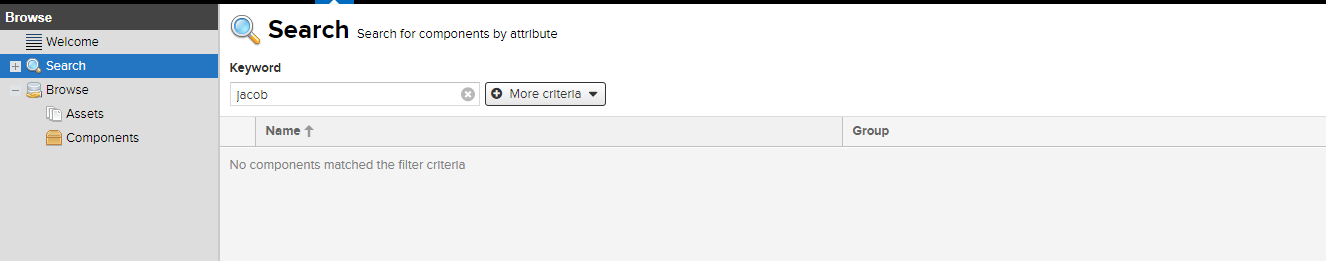 Browse
Welcome
Search
Browse
Assets
Components
Search Search for components by attribute
Keyword
jacob
More criteria
Name
Group
No components matched the filter criteria